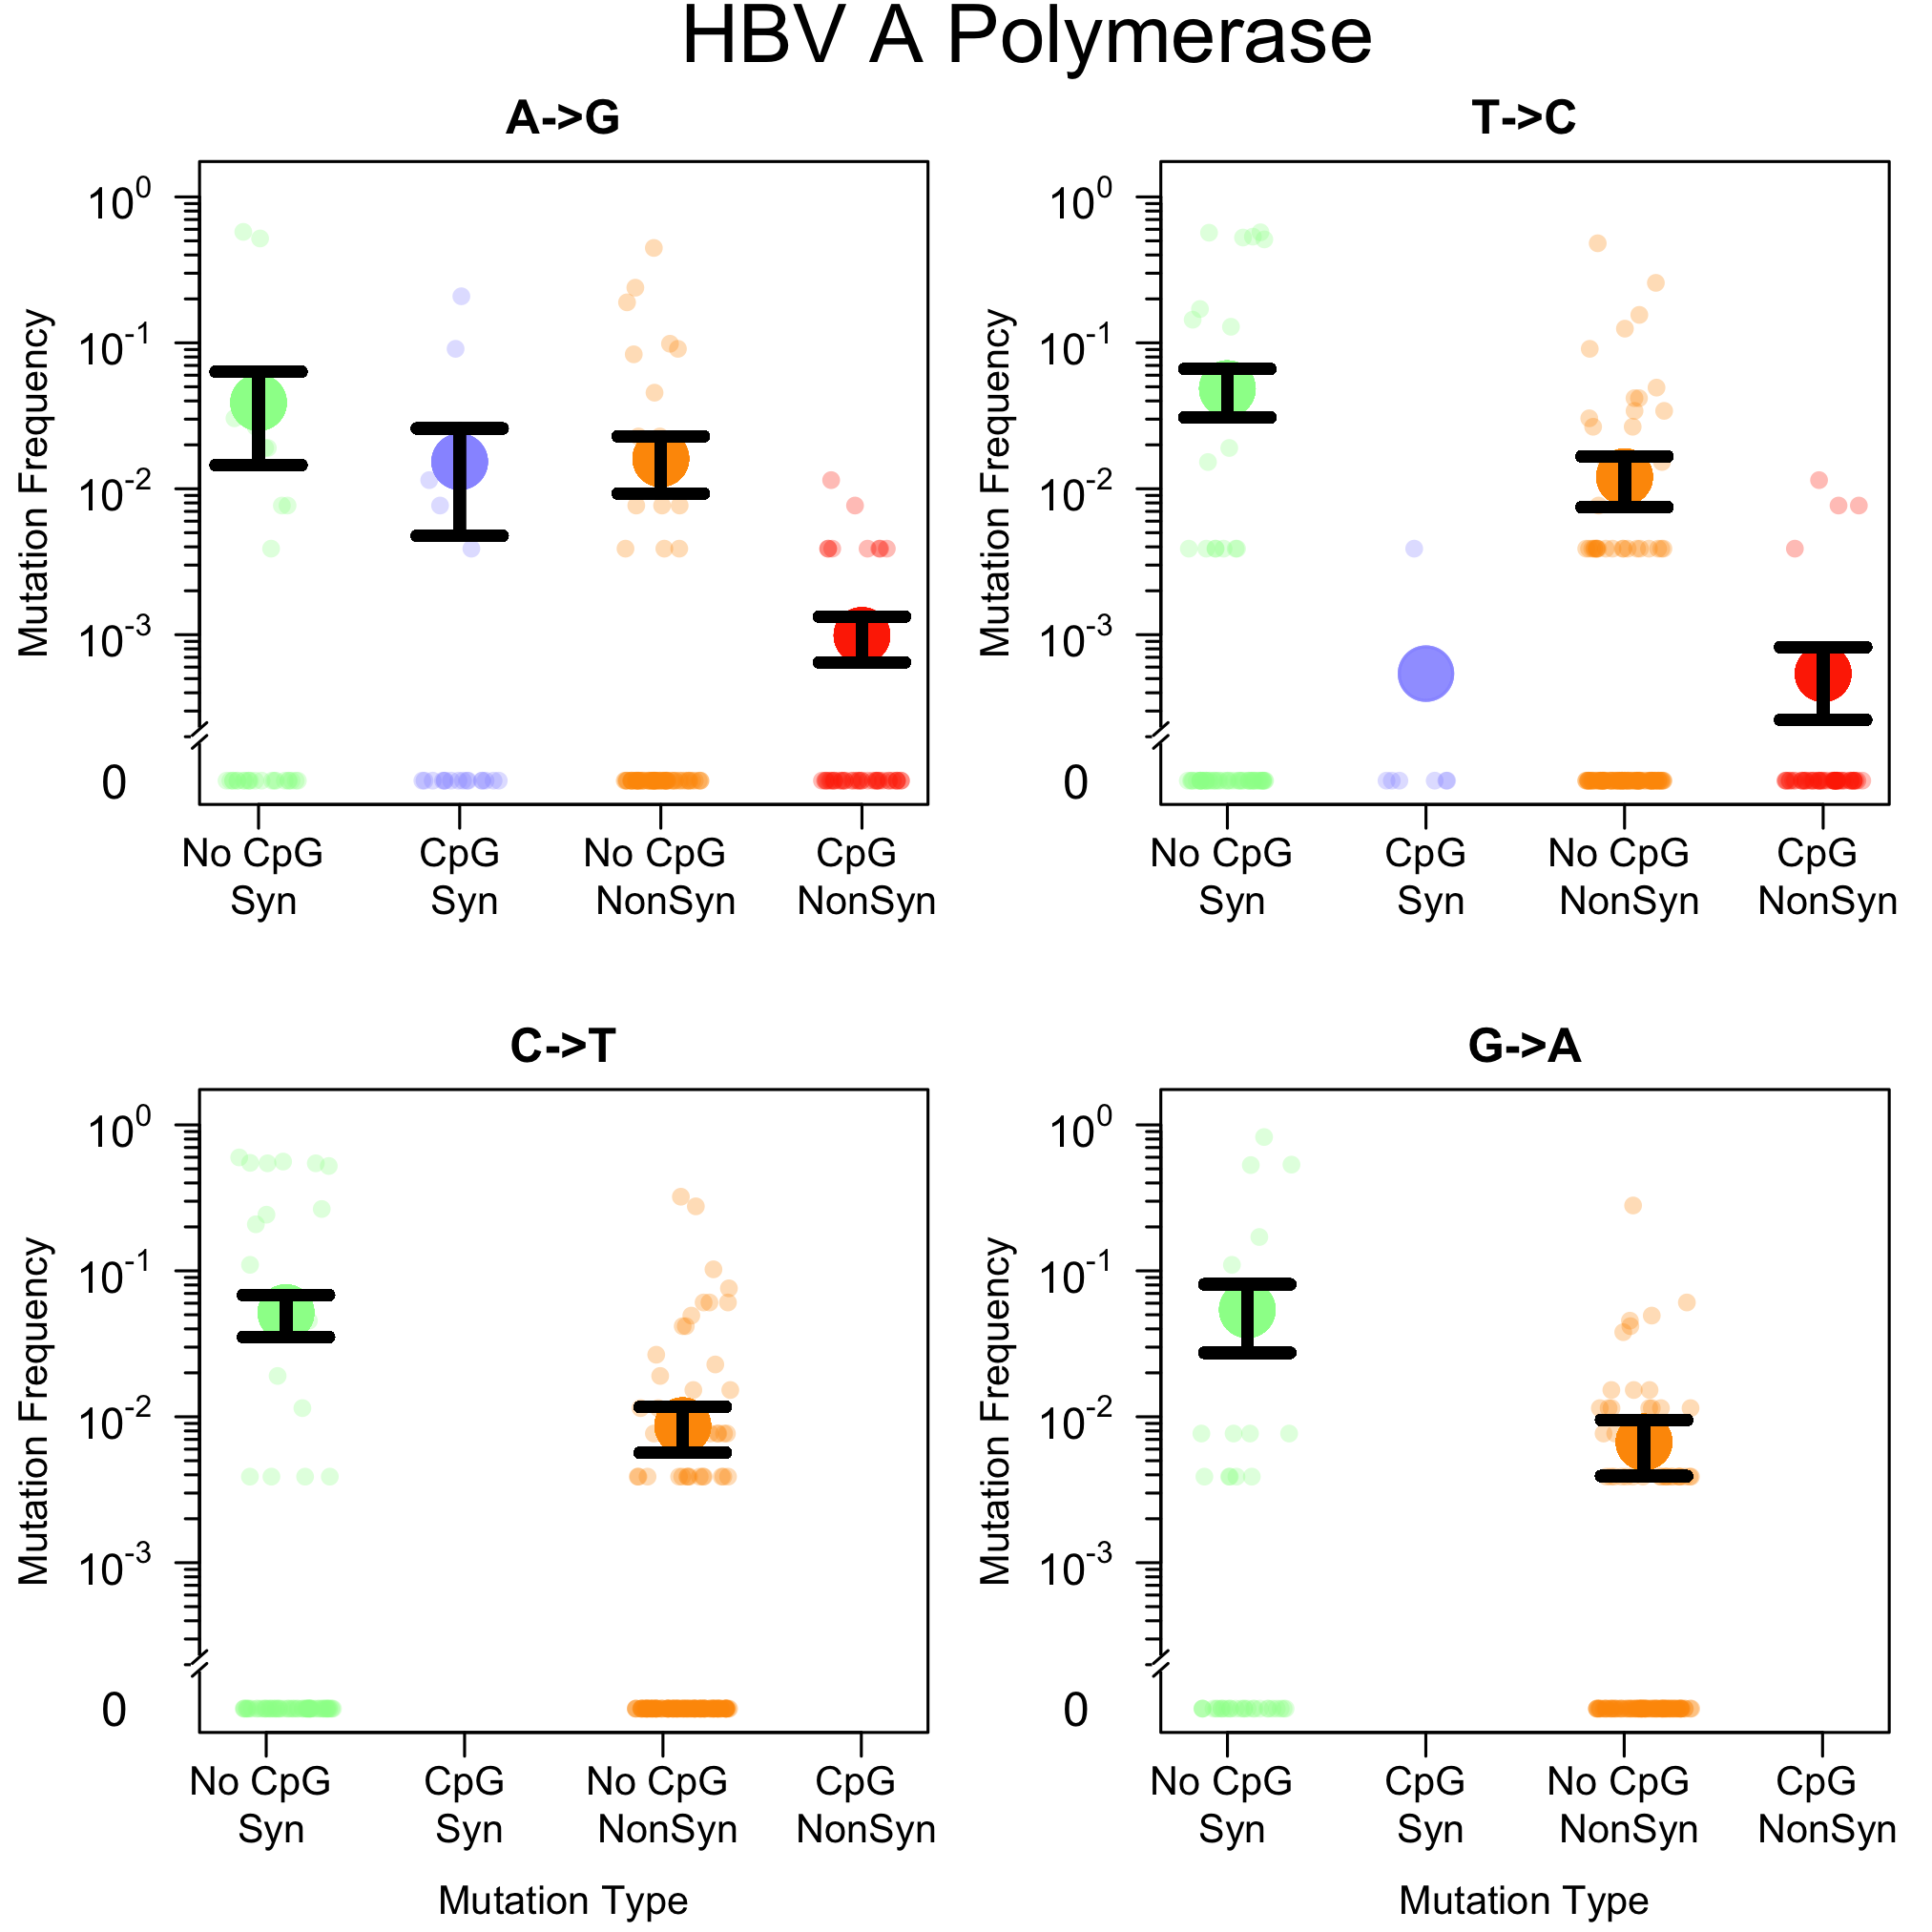 HBV A Polymerase
A->G
Mutation Frequency
10^0
10^-1
10^-2
10^-3
0
No CpG CpG No CpG CpG
Syn Syn NonSyn NonSyn
T->C
Mutation Frequency
10^0
10^-1
10^-2
10^-3
0
No CpG CpG No CpG CpG
Syn Syn NonSyn NonSyn
C->T
Mutation Frequency
10^0
10^-1
10^-2
10^-3
0
No CpG CpG No CpG CpG
Syn Syn NonSyn NonSyn
Mutation Type
G->A
Mutation Frequency
10^0
10^-1
10^-2
10^-3
0
No CpG CpG No CpG CpG
Syn Syn NonSyn NonSyn
Mutation Type